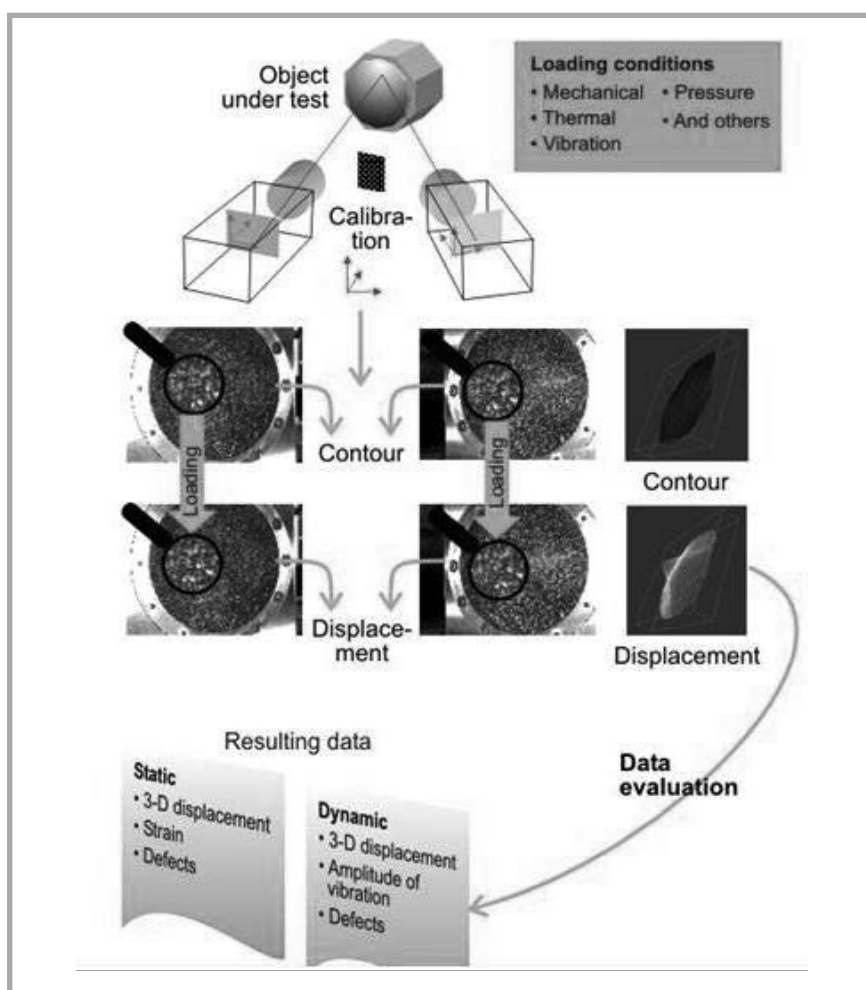 Object
under test
Loading conditions
• Mechanical • Pressure
• Thermal • And others
• Vibration
Calibra-
tion
Contour
Loading
Loading
Contour
Displace-
ment
Displacement
Resulting data
Data
evaluation
Static
• 3-D displacement
• Strain
• Defects
Dynamic
• 3-D displacement
• Amplitude of
vibration
• Defects